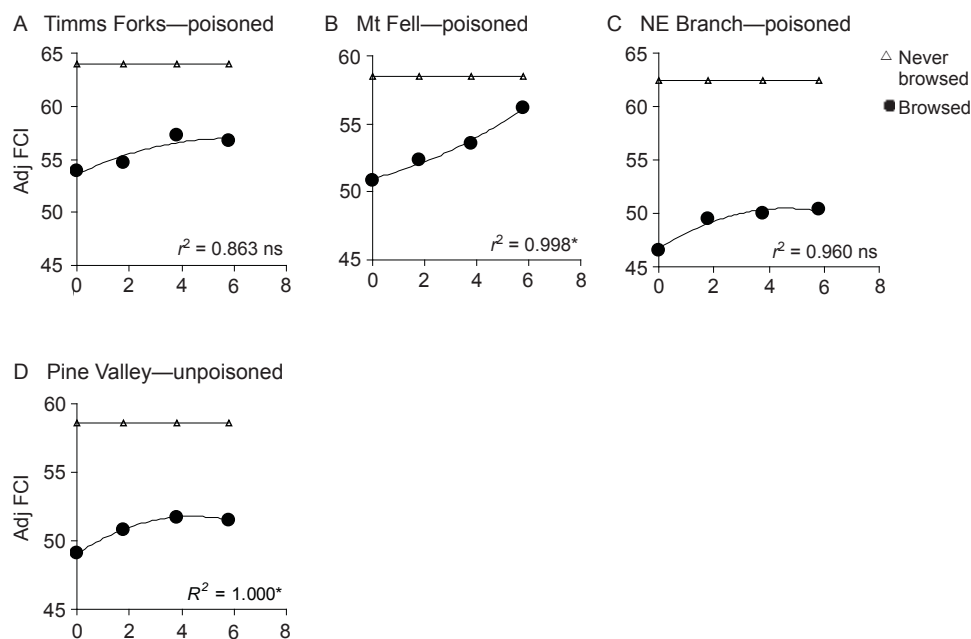 A Timms Forks—poisoned
B Mt Fell—poisoned
C NE Branch—poisoned
65
60
55
50
45
Adj FCI
0 2 4 6 8
r² = 0.863 ns
60
55
50
45
0 2 4 6 8
r² = 0.998*
65
60
55
50
45
0 2 4 6 8
r² = 0.960 ns
Never
browsed
Browsed
D Pine Valley—unpoisoned
60
55
50
45
Adj FCI
0 2 4 6 8
R² = 1.000*